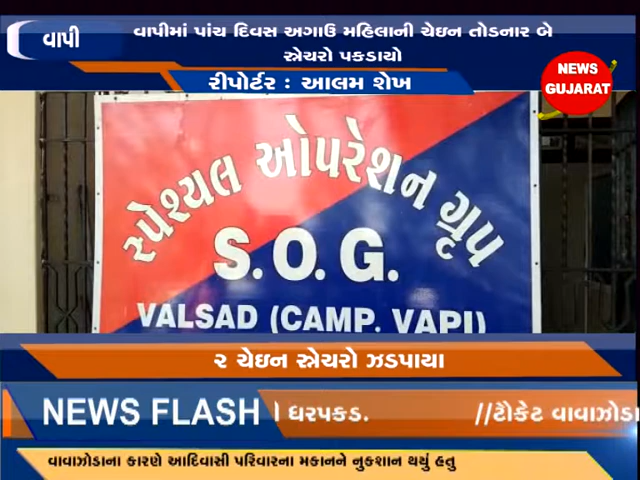 વાપી
વાપીમાં પાંચ દિવસ અગાઉ મહિલાની ચેઇન તોડનાર બે
સ્નેચરો પકડાયો
રીપોર્ટર : આલમ શેખ
NEWS
GUJARAT
સ્પેશ્યલ ઓપરેશન ગ્રૃપ
S.O.G.
VALSAD (CAMP. VAPI)
૨ ચેઇન સ્નેચરો ઝડપાયા
NEWS FLASH
ધરપકડ. //ટૌકેટ વાવાઝોડા
વાવાઝોડાના કારણે આદિવાસી પરિવારના મકાનને નુકશાન થયું હતુ